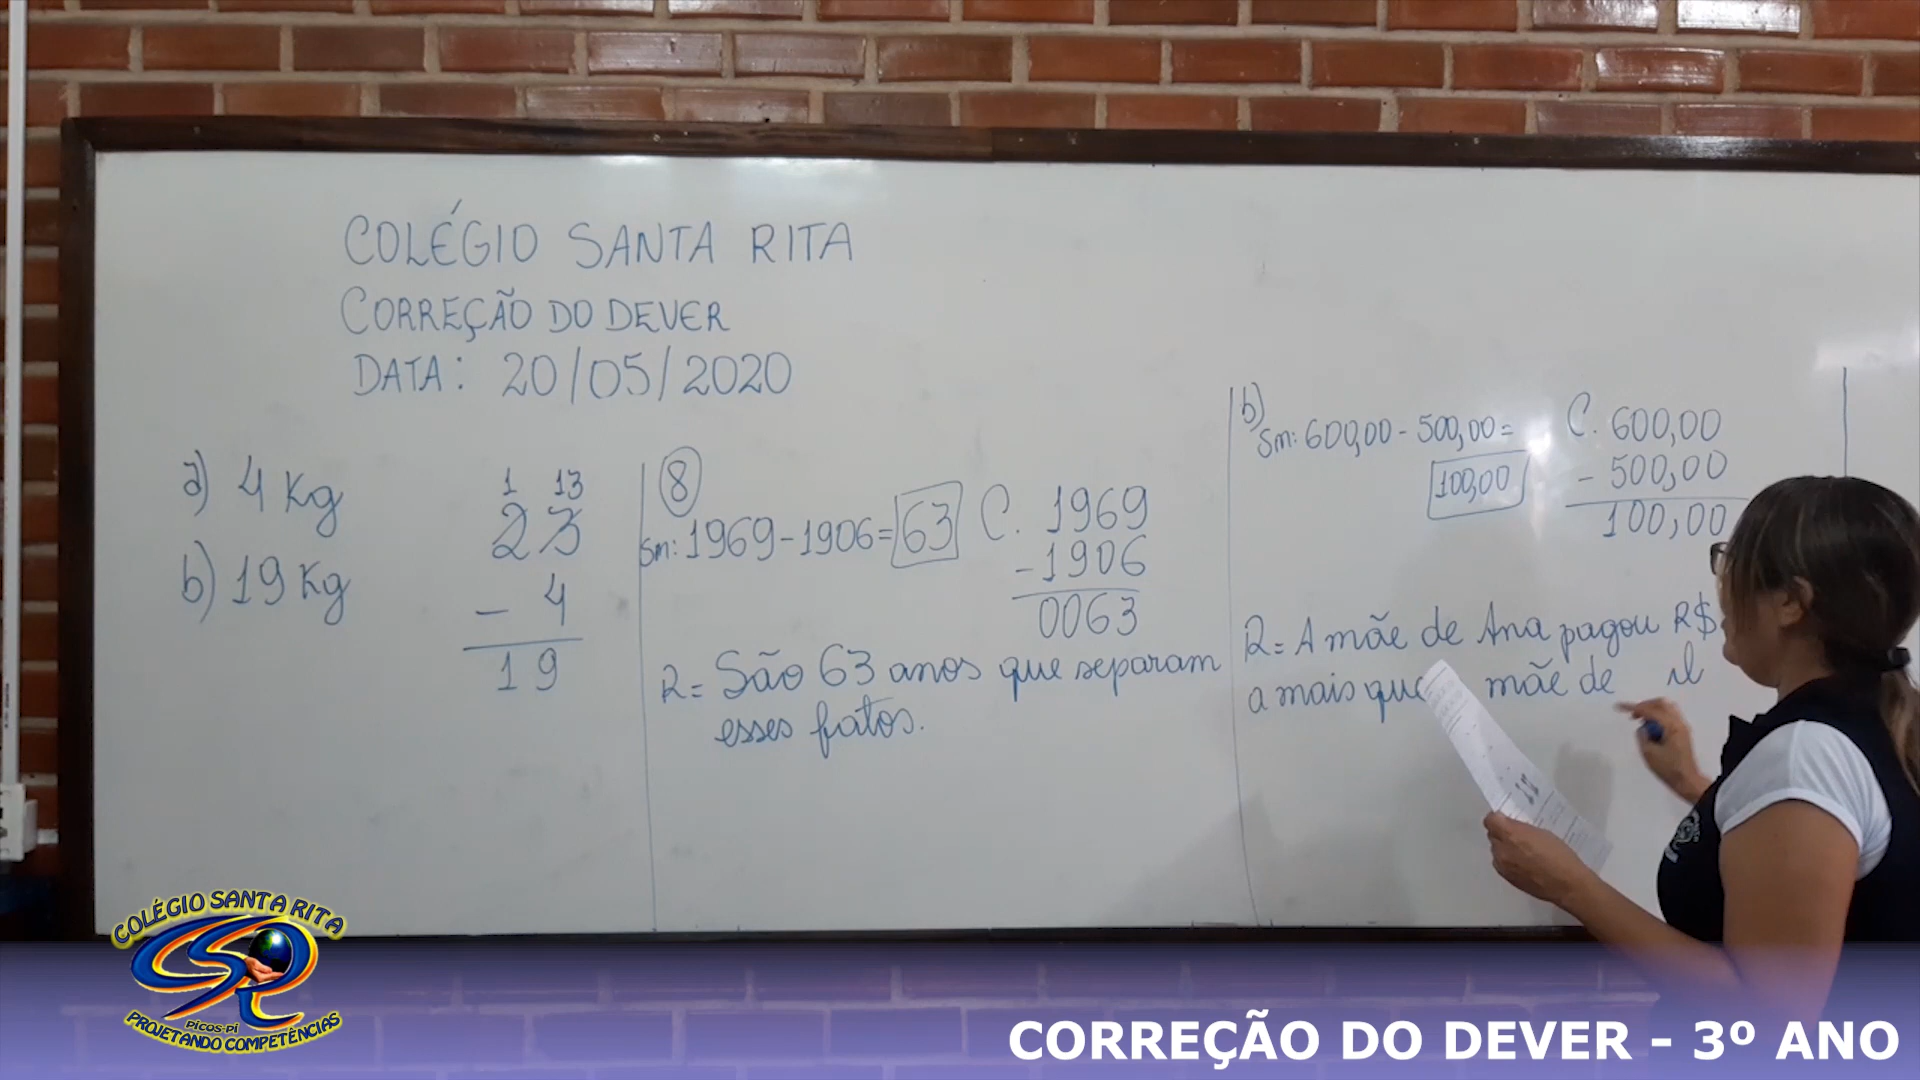 COLÉGIO SANTA RITA
CORREÇÃO DO DEVER
DATA: 20/05/2020
a) 4 Kg
b) 19 Kg
1 13
23
- 4
19
8
Sm: 1969-1906= 63
C. 1969
-1906
0063
R= São 63 anos que separam
esses fatos.
b)
Sm: 600,00 - 500,00=
100,00
C. 600,00
- 500,00
100,00
R= A mãe de Ana pagou R$
a mais que mãe de
COLÉGIO SANTA RITA
PICOS-PI
PROJETANDO COMPETÊNCIAS
CORREÇÃO DO DEVER - 3º ANO